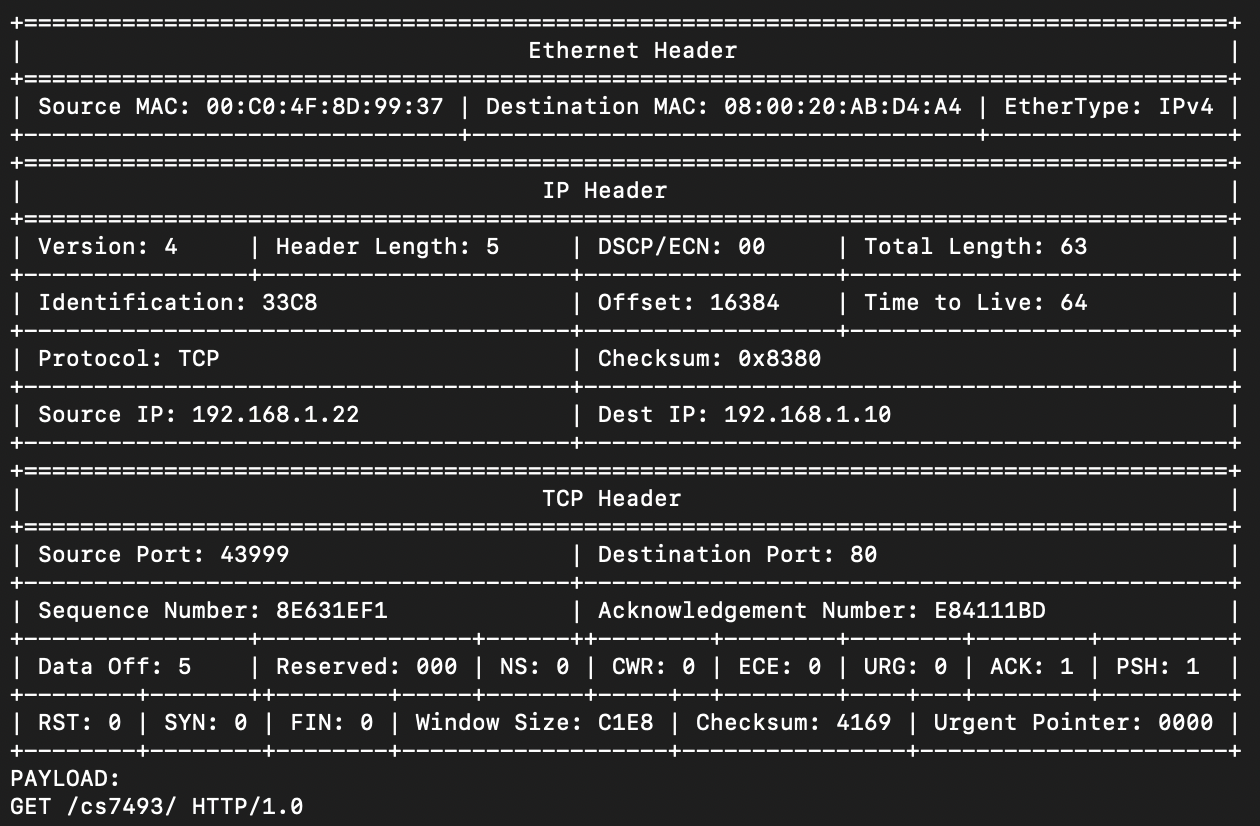 Ethernet Header
| Source MAC: 00:C0:4F:8D:99:37 | Destination MAC: 08:00:20:AB:D4:A4 | EtherType: IPv4 |
IP Header
| Version: 4 | Header Length: 5 | DSCP/ECN: 00 | Total Length: 63 |
| Identification: 33C8 | Offset: 16384 | Time to Live: 64 |
| Protocol: TCP | Checksum: 0x8380 |
| Source IP: 192.168.1.22 | Dest IP: 192.168.1.10 |
TCP Header
| Source Port: 43999 | Destination Port: 80 |
| Sequence Number: 8E631EF1 | Acknowledgement Number: E84111BD |
| Data Off: 5 | Reserved: 000 | NS: 0 | CWR: 0 | ECE: 0 | URG: 0 | ACK: 1 | PSH: 1 |
| RST: 0 | SYN: 0 | FIN: 0 | Window Size: C1E8 | Checksum: 4169 | Urgent Pointer: 0000 |
PAYLOAD:
GET /cs7493/ HTTP/1.0